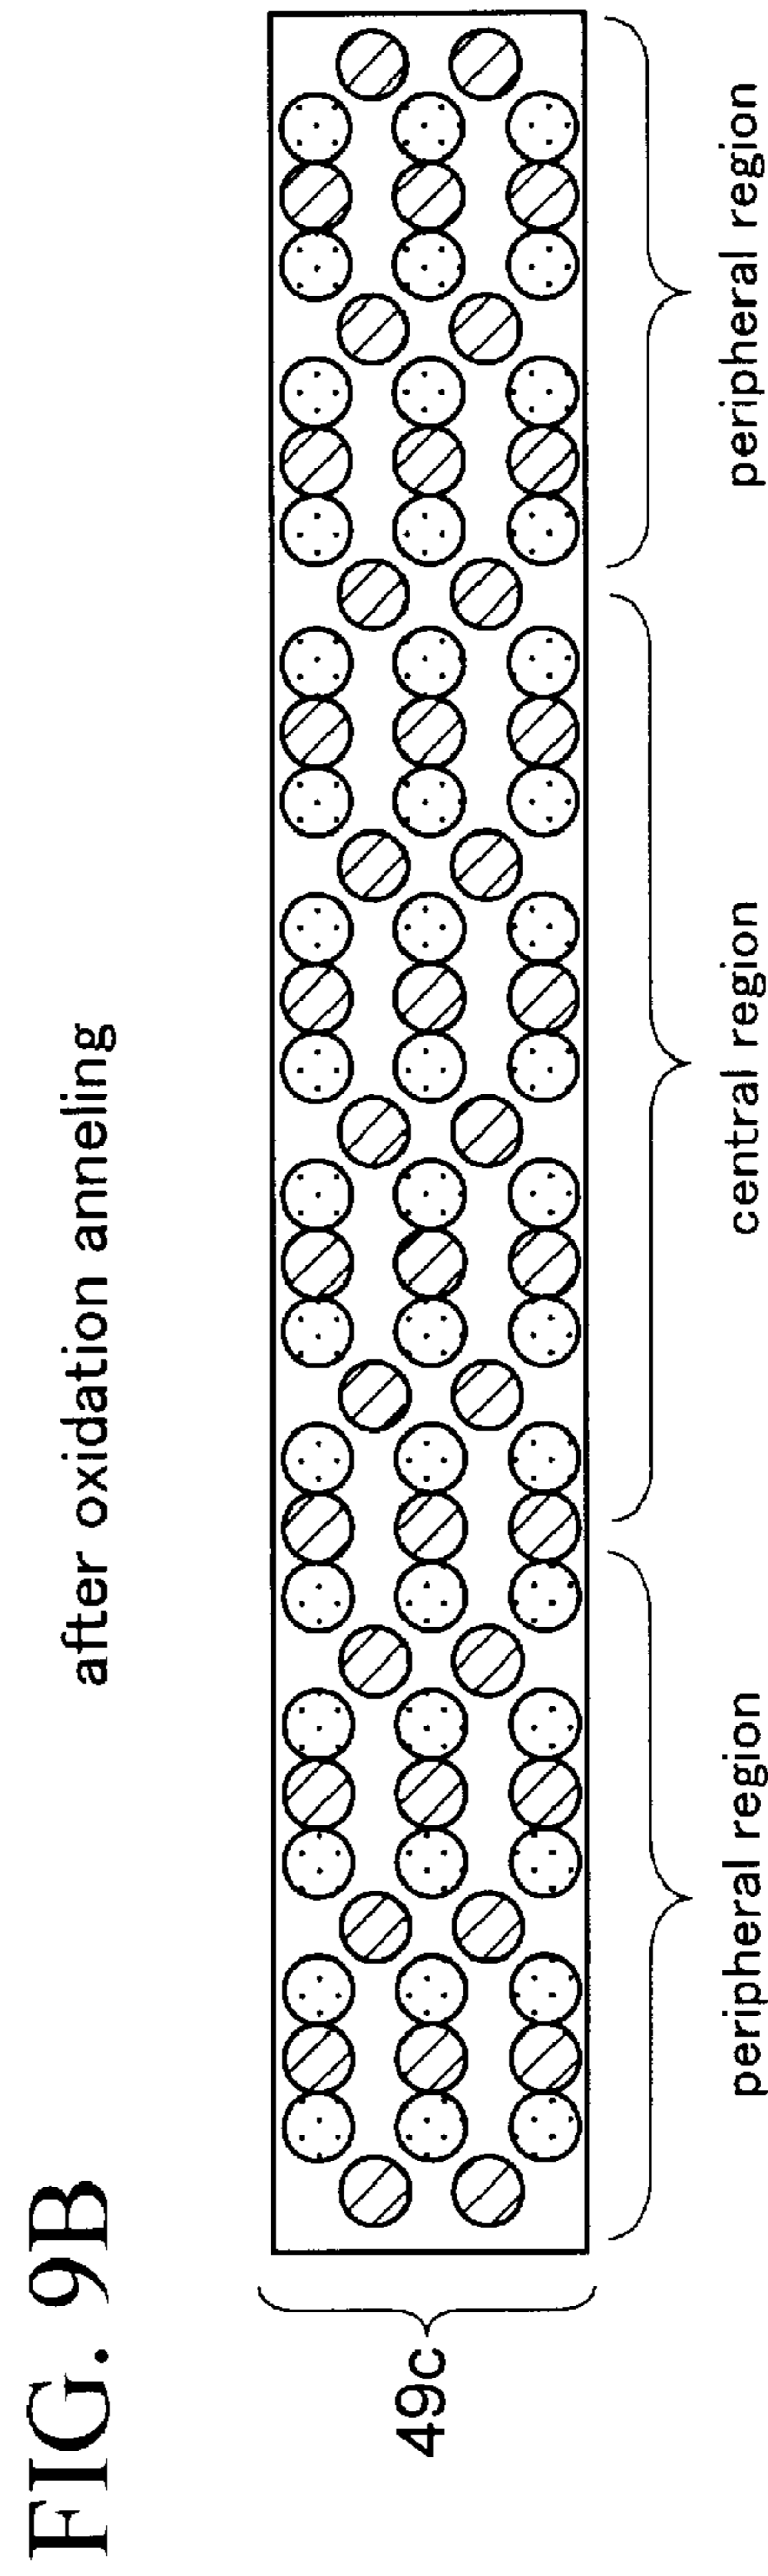 FIG. 9B
after oxidation anneling
49c
peripheral region
central region
peripheral region